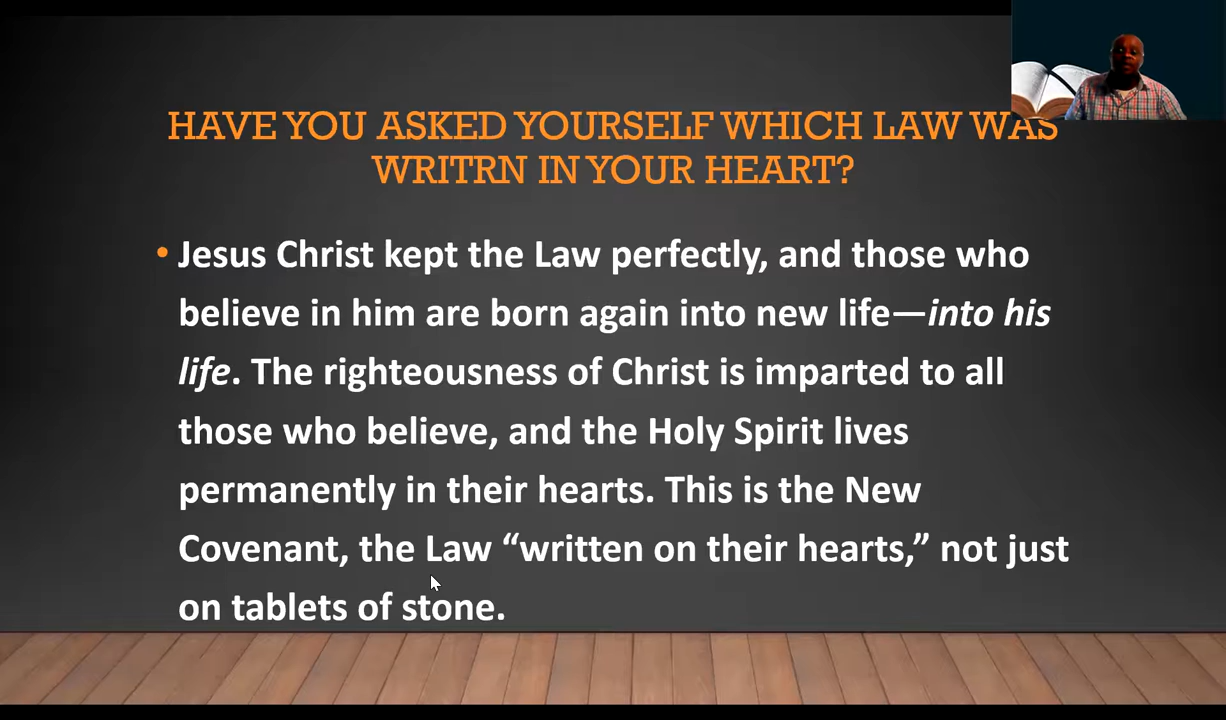 HAVE YOU ASKED YOURSELF WHICH LAW WAS
WRITRN IN YOUR HEART?
• Jesus Christ kept the Law perfectly, and those who
believe in him are born again into new life—into his
life. The righteousness of Christ is imparted to all
those who believe, and the Holy Spirit lives
permanently in their hearts. This is the New
Covenant, the Law “written on their hearts,” not just
on tablets of stone.